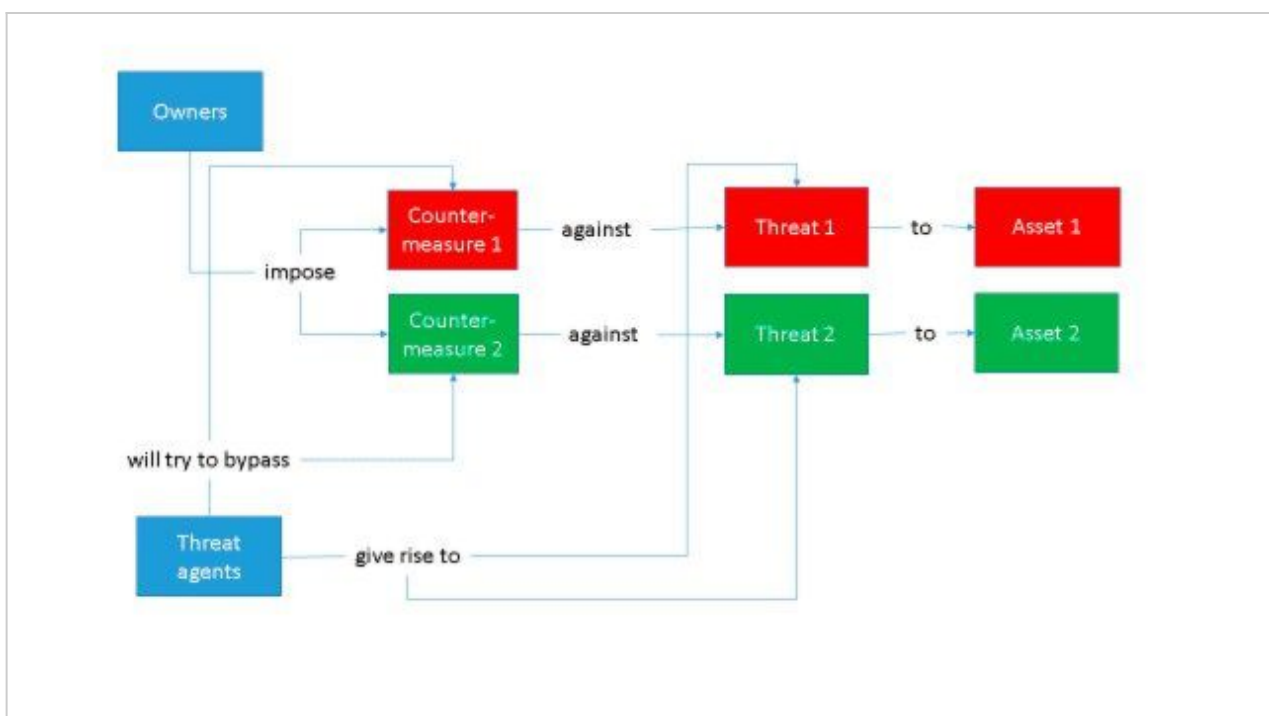 Owners
Counter-
measure 1
against
Threat 1
to
Asset 1
impose
Counter-
measure 2
against
Threat 2
to
Asset 2
will try to bypass
Threat
agents
give rise to